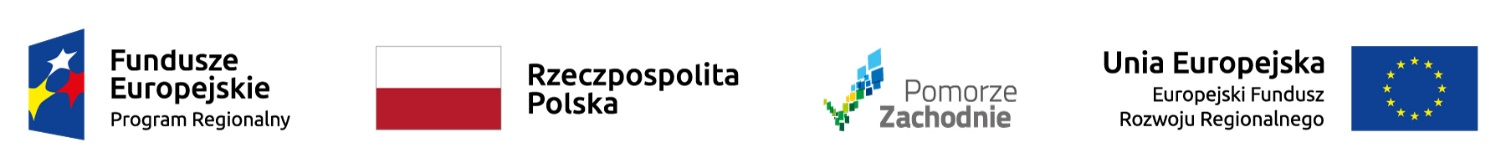 Fundusze
Europejskie
Program Regionalny
Rzeczpospolita
Polska
Pomorze
Zachodnie
Unia Europejska
Europejski Fundusz
Rozwoju Regionalnego